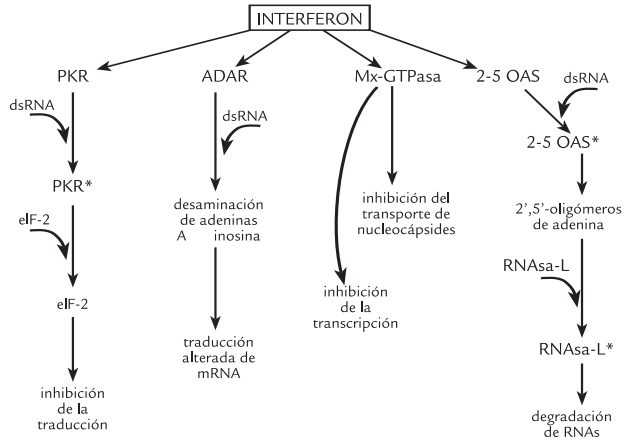 INTERFERON
PKR
dsRNA
PKR*
eIF-2
eIF-2
inhibición
de la
traducción
ADAR
dsRNA
desaminación
de adeninas
A inosina
traducción
alterada de
mRNA
Mx-GTPasa
inhibición del
transporte de
nucleocápsides
inhibición
de la
transcripción
2-5 OAS
dsRNA
2-5 OAS*
2',5'-oligómeros
de adenina
RNAsa-L
RNAsa-L*
degradación
de RNAs